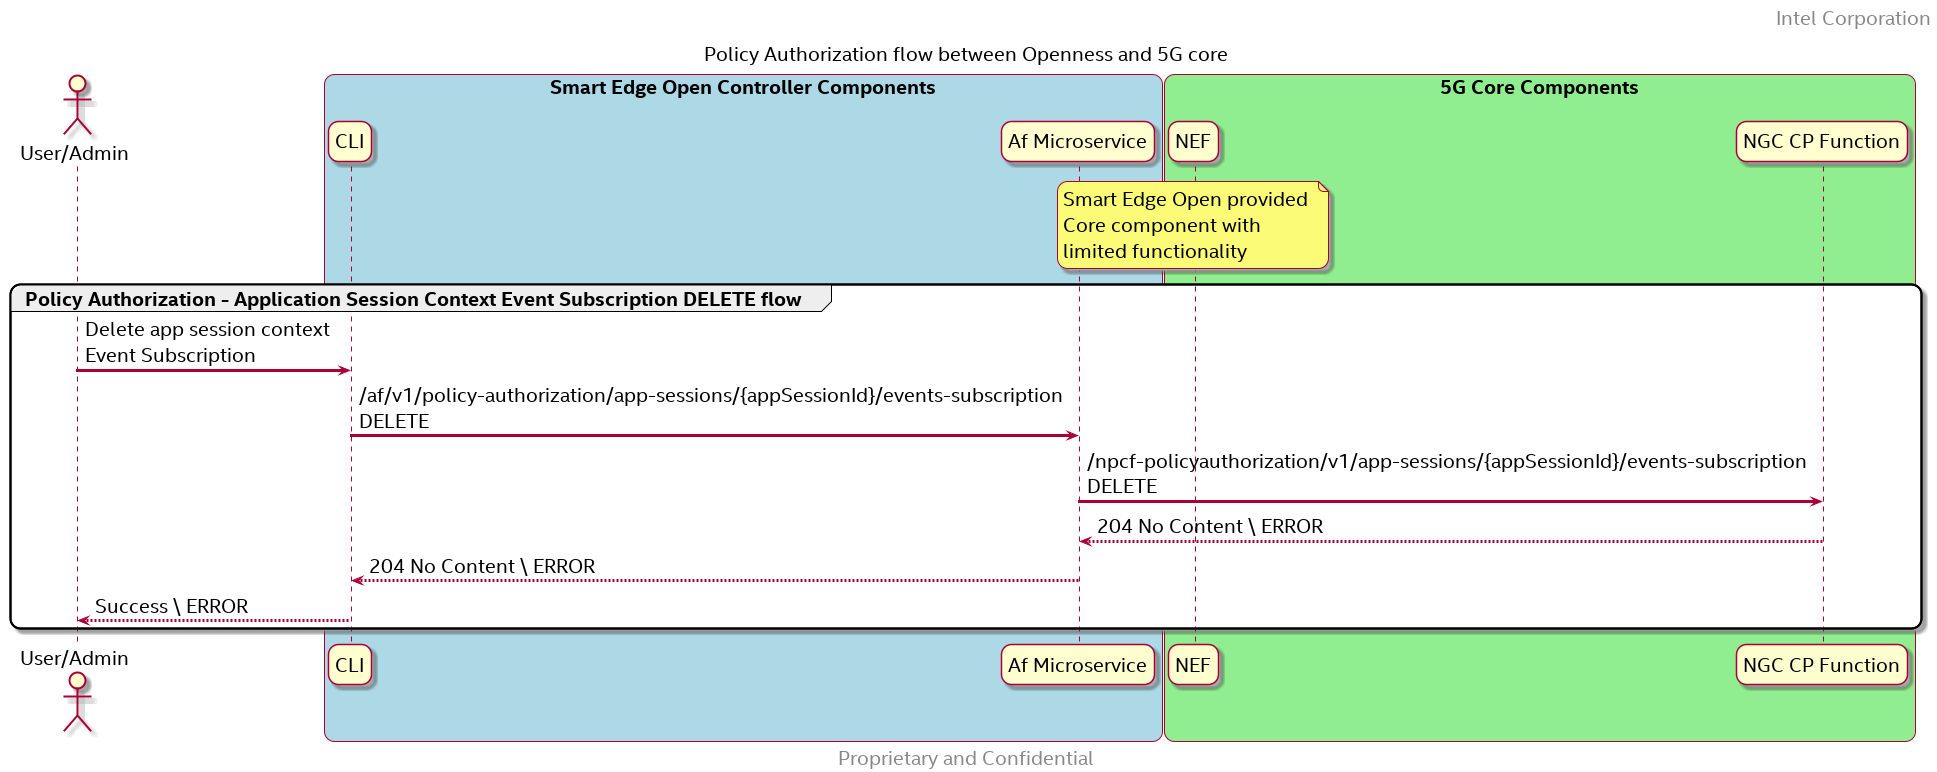 Intel Corporation
Policy Authorization flow between Openness and 5G core
Smart Edge Open Controller Components
5G Core Components
User/Admin
CLI
Af Microservice
NEF
NGC CP Function
Smart Edge Open provided
Core component with
limited functionality
Policy Authorization - Application Session Context Event Subscription DELETE flow
Delete app session context
Event Subscription
/af/v1/policy-authorization/app-sessions/{appSessionId}/events-subscription
DELETE
/npcf-policyauthorization/v1/app-sessions/{appSessionId}/events-subscription
DELETE
204 No Content \ ERROR
204 No Content \ ERROR
Success \ ERROR
User/Admin
CLI
Af Microservice
NEF
NGC CP Function
Proprietary and Confidential